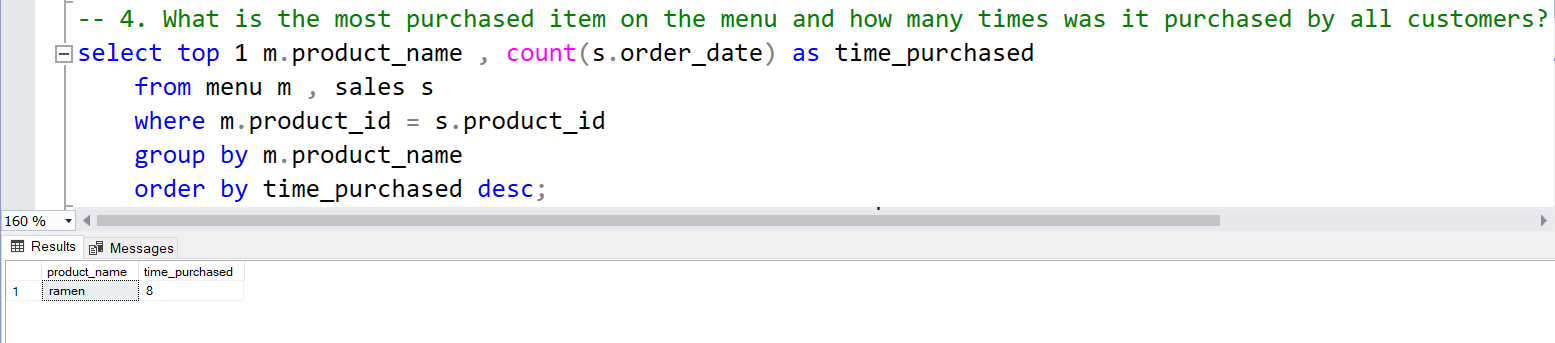 -- 4. What is the most purchased item on the menu and how many times was it purchased by all customers?
select top 1 m.product_name , count(s.order_date) as time_purchased
from menu m , sales s
where m.product_id = s.product_id
group by m.product_name
order by time_purchased desc;
160 %
Results Messages
product_name time_purchased
1 ramen 8